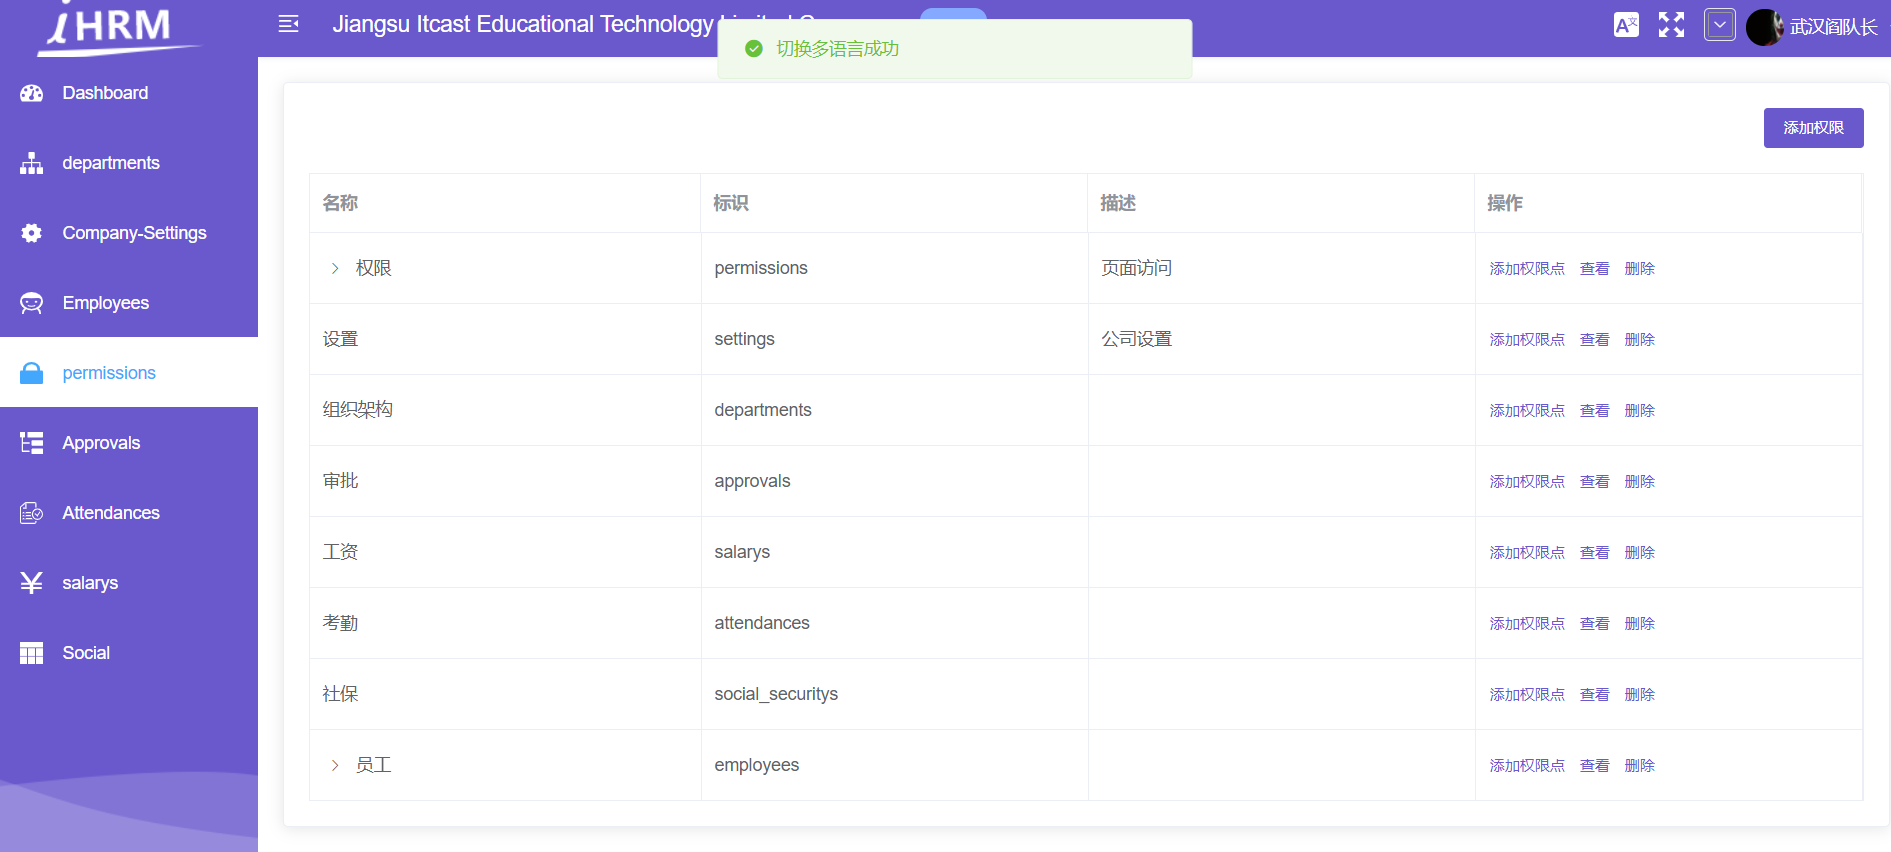 iHRM
Jiangsu Itcast Educational Technology
切换多语言成功
武汉阎队长
Dashboard
departments
Company-Settings
Employees
permissions
Approvals
Attendances
salarys
Social
添加权限
名称 标识 描述 操作
权限 permissions 页面访问 添加权限点 查看 删除
设置 settings 公司设置 添加权限点 查看 删除
组织架构 departments 添加权限点 查看 删除
审批 approvals 添加权限点 查看 删除
工资 salarys 添加权限点 查看 删除
考勤 attendances 添加权限点 查看 删除
社保 social_securitys 添加权限点 查看 删除
员工 employees 添加权限点 查看 删除